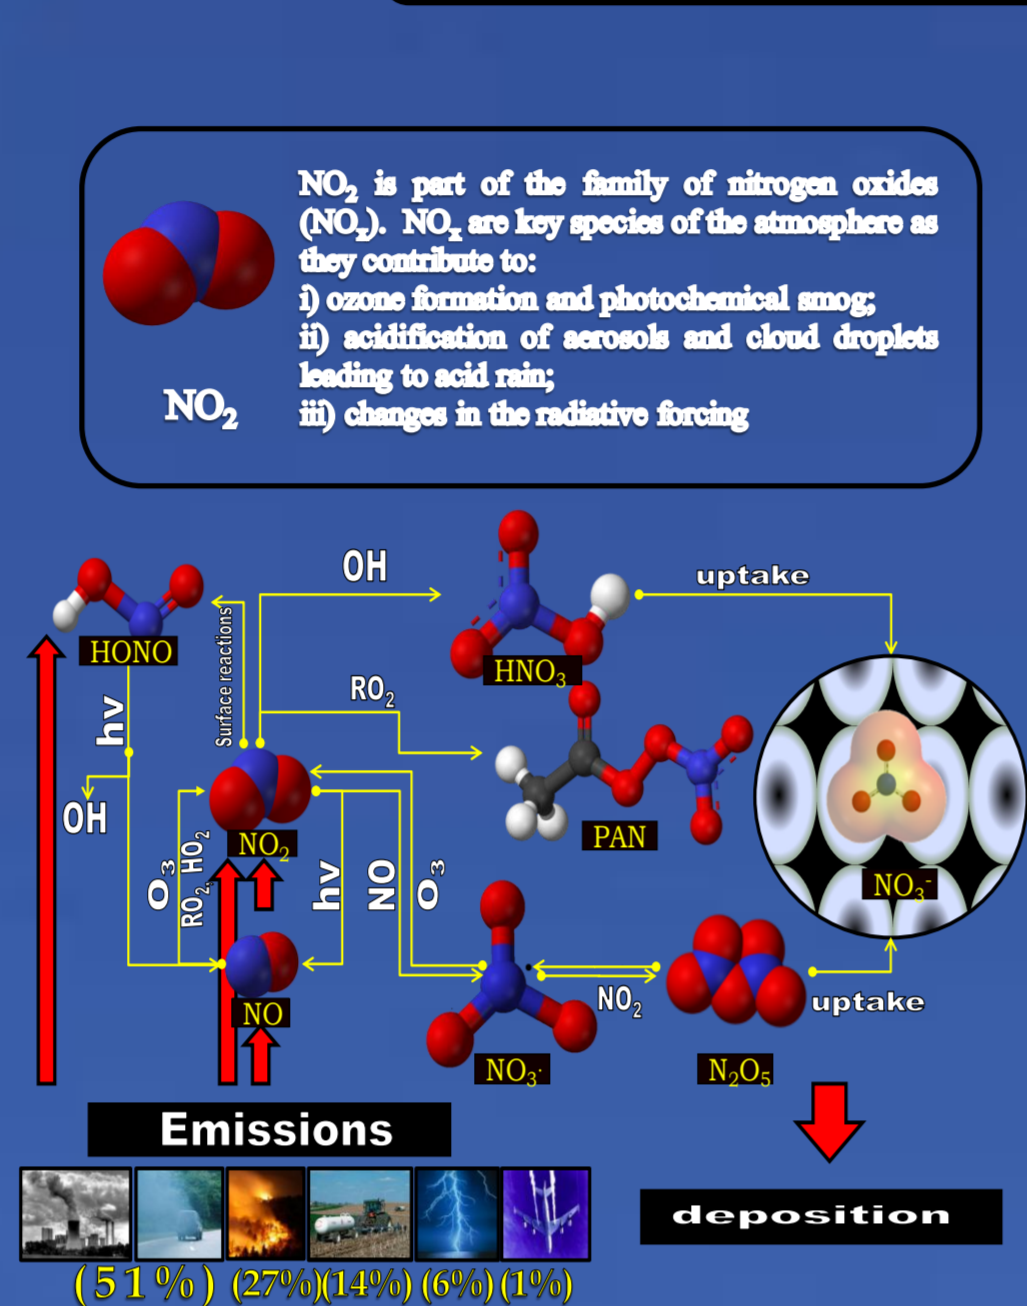 NO₂ is part of the family of nitrogen oxides
(NOₓ). NOₓ are key species of the atmosphere as
they contribute to:
i) ozone formation and photochemical smog;
ii) acidification of aerosols and cloud droplets
leading to acid rain;
iii) changes in the radiative forcing
NO₂
OH
uptake
HONO
Surface reactions
HNO₃
RO₂
hv
OH
NO₂
PAN
O₃
RO₂, HO₂
hv
NO
O₃
NO₃⁻
NO
NO₂
uptake
NO₃·
N₂O₅
Emissions
deposition
(51%) (27%)(14%) (6%) (1%)